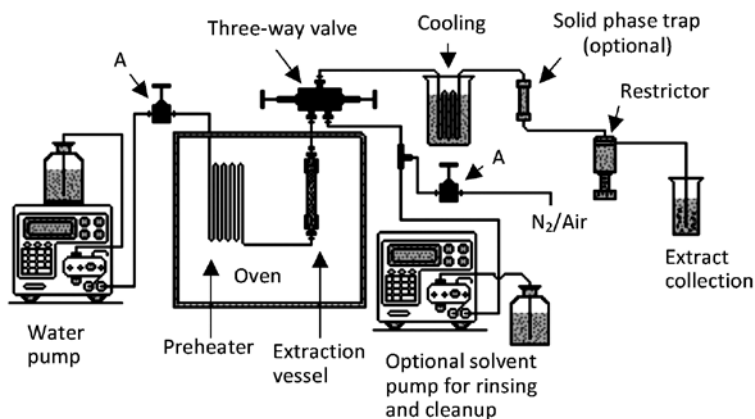 Cooling
Solid phase trap
(optional)
Three-way valve
A
Restrictor
A
N₂/Air
Extract
collection
Oven
Water
pump
Preheater
Extraction
vessel
Optional solvent
pump for rinsing
and cleanup